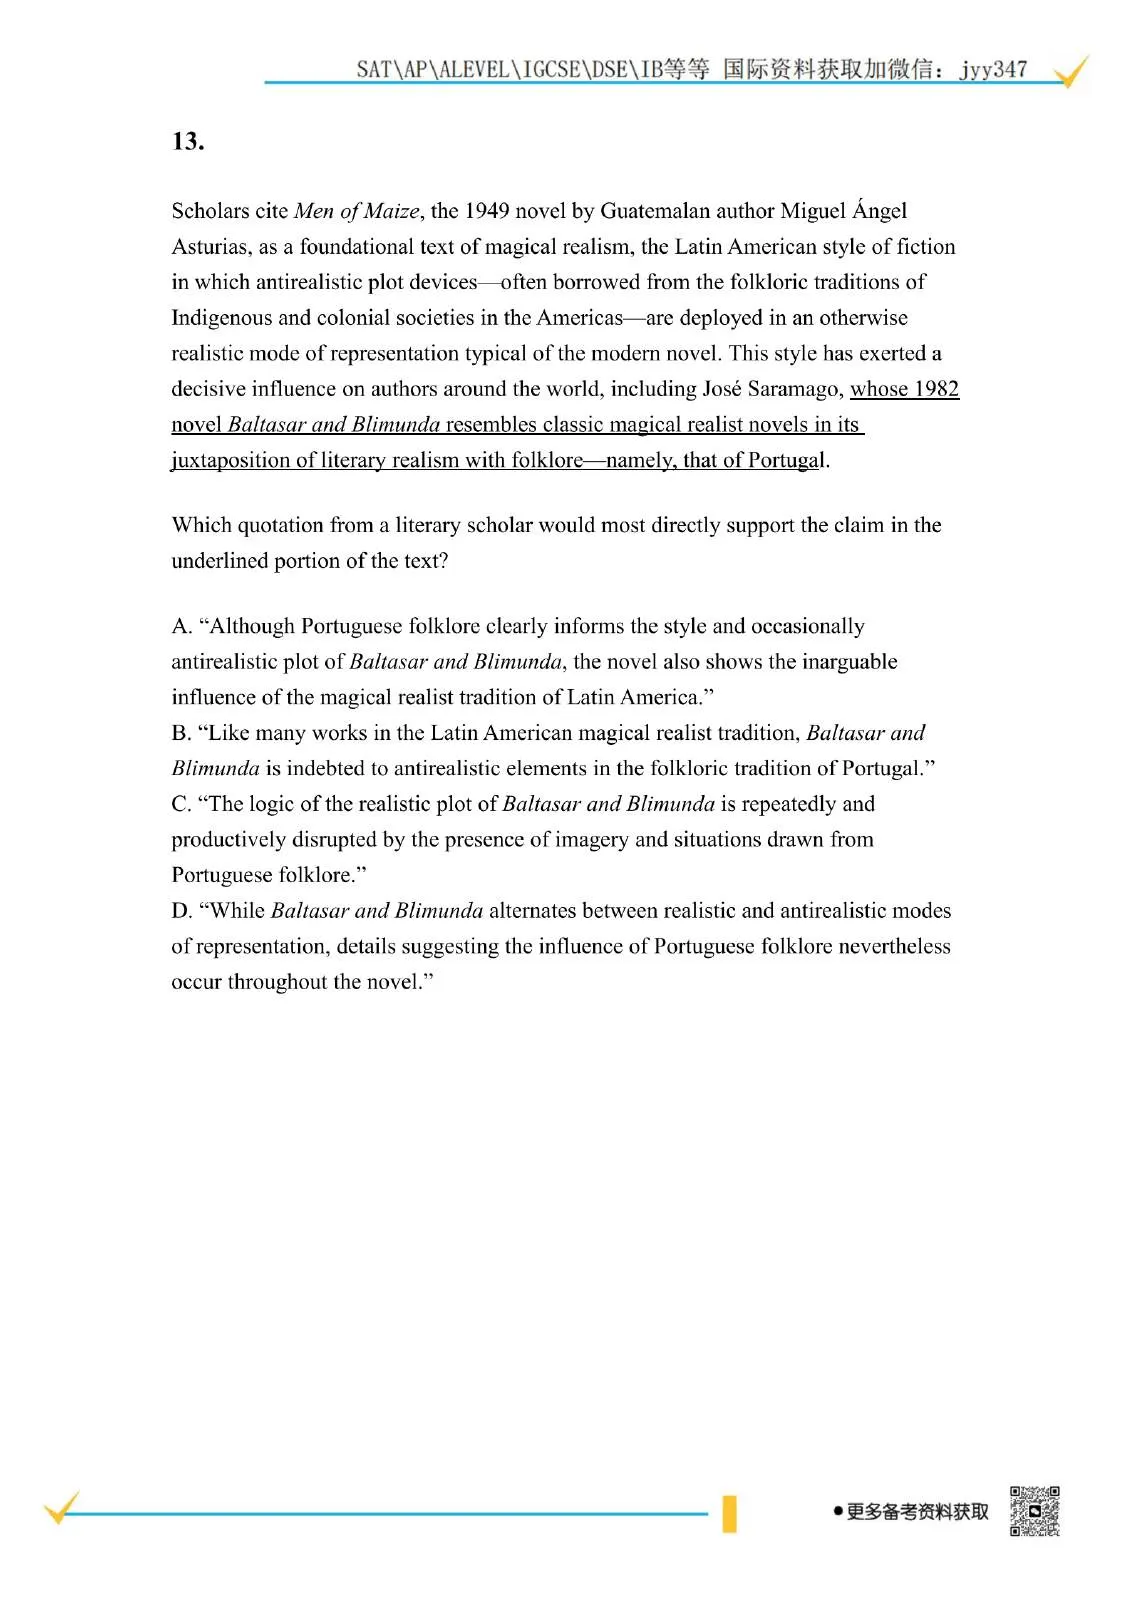 SAT\AP\ALEVEL\IGCSE\DSE\IB等等 国际资料获取加微信：jyy347
13.
Scholars cite Men of Maize, the 1949 novel by Guatemalan author Miguel Ángel
Asturias, as a foundational text of magical realism, the Latin American style of fiction
in which antirealistic plot devices—often borrowed from the folkloric traditions of
Indigenous and colonial societies in the Americas—are deployed in an otherwise
realistic mode of representation typical of the modern novel. This style has exerted a
decisive influence on authors around the world, including José Saramago, whose 1982
novel Baltasar and Blimunda resembles classic magical realist novels in its
juxtaposition of literary realism with folklore—namely, that of Portugal.
Which quotation from a literary scholar would most directly support the claim in the
underlined portion of the text?
A. “Although Portuguese folklore clearly informs the style and occasionally
antirealistic plot of Baltasar and Blimunda, the novel also shows the inarguable
influence of the magical realist tradition of Latin America.”
B. “Like many works in the Latin American magical realist tradition, Baltasar and
Blimunda is indebted to antirealistic elements in the folkloric tradition of Portugal.”
C. “The logic of the realistic plot of Baltasar and Blimunda is repeatedly and
productively disrupted by the presence of imagery and situations drawn from
Portuguese folklore.”
D. “While Baltasar and Blimunda alternates between realistic and antirealistic modes
of representation, details suggesting the influence of Portuguese folklore nevertheless
occur throughout the novel.”
●更多备考资料获取